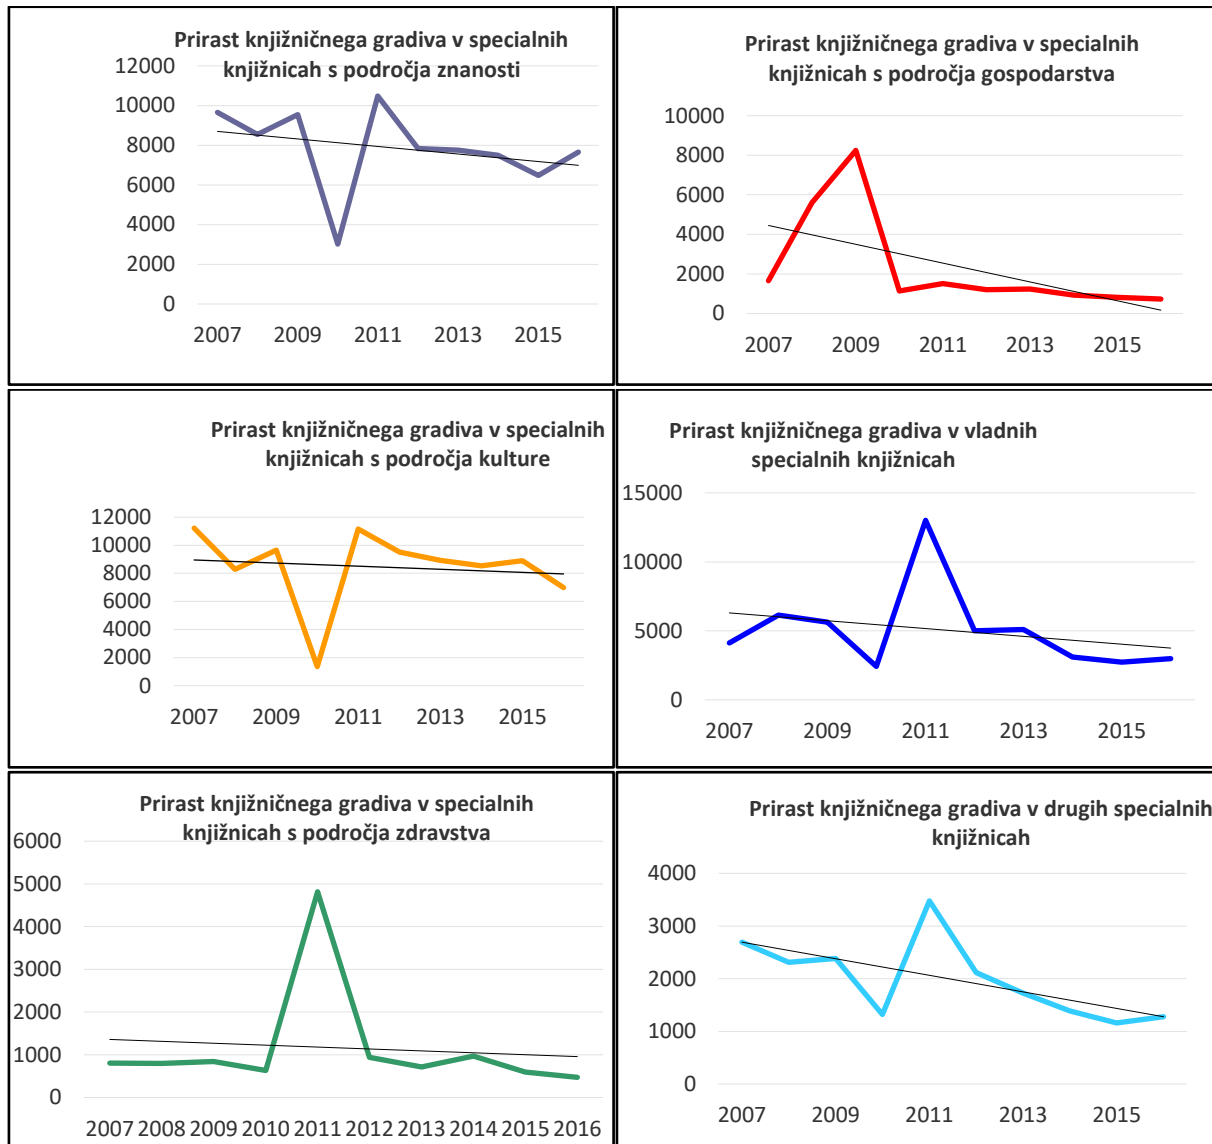 Prirast knjižničnega gradiva v specialnih
knjižnicah s področja znanosti
12000
10000
8000
6000
4000
2000
0
2007 2009 2011 2013 2015
Prirast knjižničnega gradiva v specialnih
knjižnicah s področja gospodarstva
10000
8000
6000
4000
2000
0
2007 2009 2011 2013 2015
Prirast knjižničnega gradiva v specialnih
knjižnicah s področja kulture
12000
10000
8000
6000
4000
2000
0
2007 2009 2011 2013 2015
Prirast knjižničnega gradiva v vladnih
specialnih knjižnicah
15000
10000
5000
0
2007 2009 2011 2013 2015
Prirast knjižničnega gradiva v specialnih
knjižnicah s področja zdravstva
6000
5000
4000
3000
2000
1000
0
2007 2008 2009 2010 2011 2012 2013 2014 2015 2016
Prirast knjižničnega gradiva v drugih specialnih
knjižnicah
4000
3000
2000
1000
0
2007 2009 2011 2013 2015